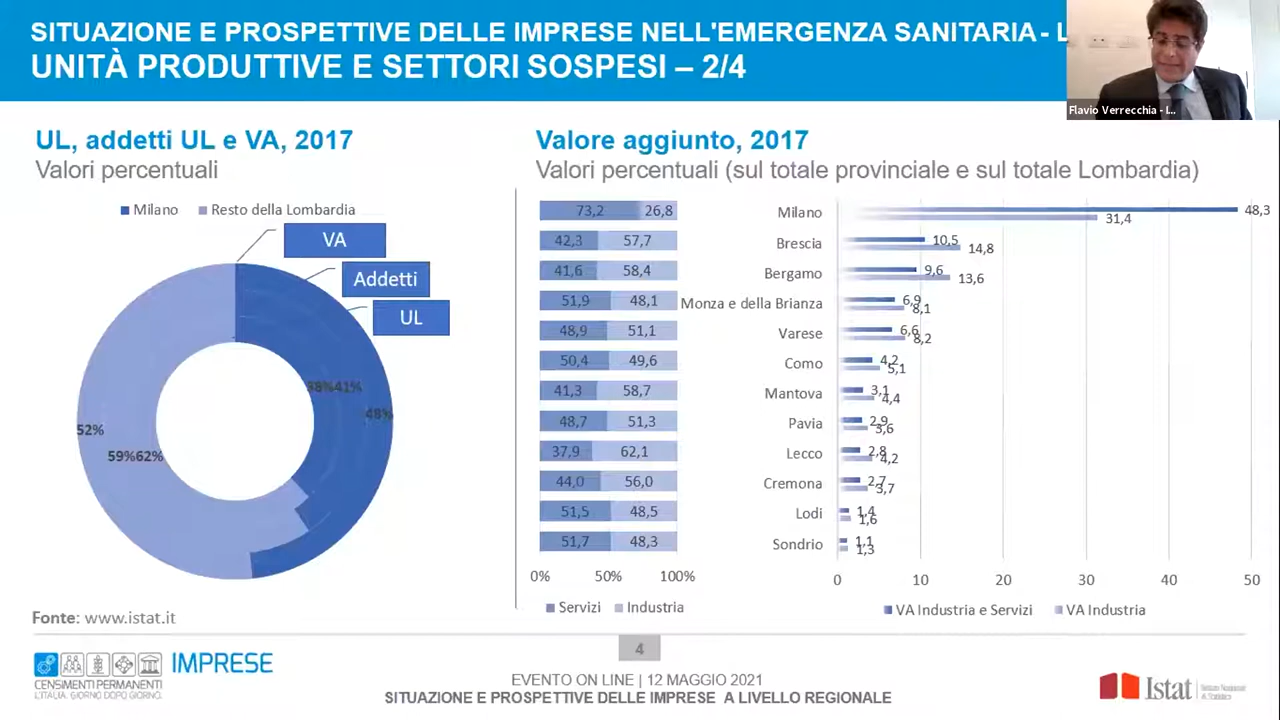 SITUAZIONE E PROSPETTIVE DELLE IMPRESE NELL'EMERGENZA SANITARIA - L
UNITÀ PRODUTTIVE E SETTORI SOSPESI – 2/4
Flavio Verrecchia - I...
UL, addetti UL e VA, 2017
Valori percentuali
Milano
Resto della Lombardia
VA
Addetti
UL
38% 41%
48%
52%
59% 62%
Valore aggiunto, 2017
Valori percentuali (sul totale provinciale e sul totale Lombardia)
73,2 26,8 Milano 48,3 31,4
42,3 57,7 Brescia 10,5 14,8
41,6 58,4 Bergamo 9,6 13,6
51,9 48,1 Monza e della Brianza 6,9 8,1
48,9 51,1 Varese 6,6 8,2
50,4 49,6 Como 4,2 5,1
41,3 58,7 Mantova 3,1 4,4
48,7 51,3 Pavia 2,9 3,6
37,9 62,1 Lecco 2,8 4,2
44,0 56,0 Cremona 2,7 3,7
51,5 48,5 Lodi 1,4 1,6
51,7 48,3 Sondrio 1,1 1,3
0% 50% 100%
0 10 20 30 40 50
Servizi Industria
VA Industria e Servizi VA Industria
Fonte: www.istat.it
4
IMPRESE
CENSIMENTI PERMANENTI
L'ITALIA, GIORNO DOPO GIORNO.
EVENTO ON LINE | 12 MAGGIO 2021
SITUAZIONE E PROSPETTIVE DELLE IMPRESE A LIVELLO REGIONALE
Istat